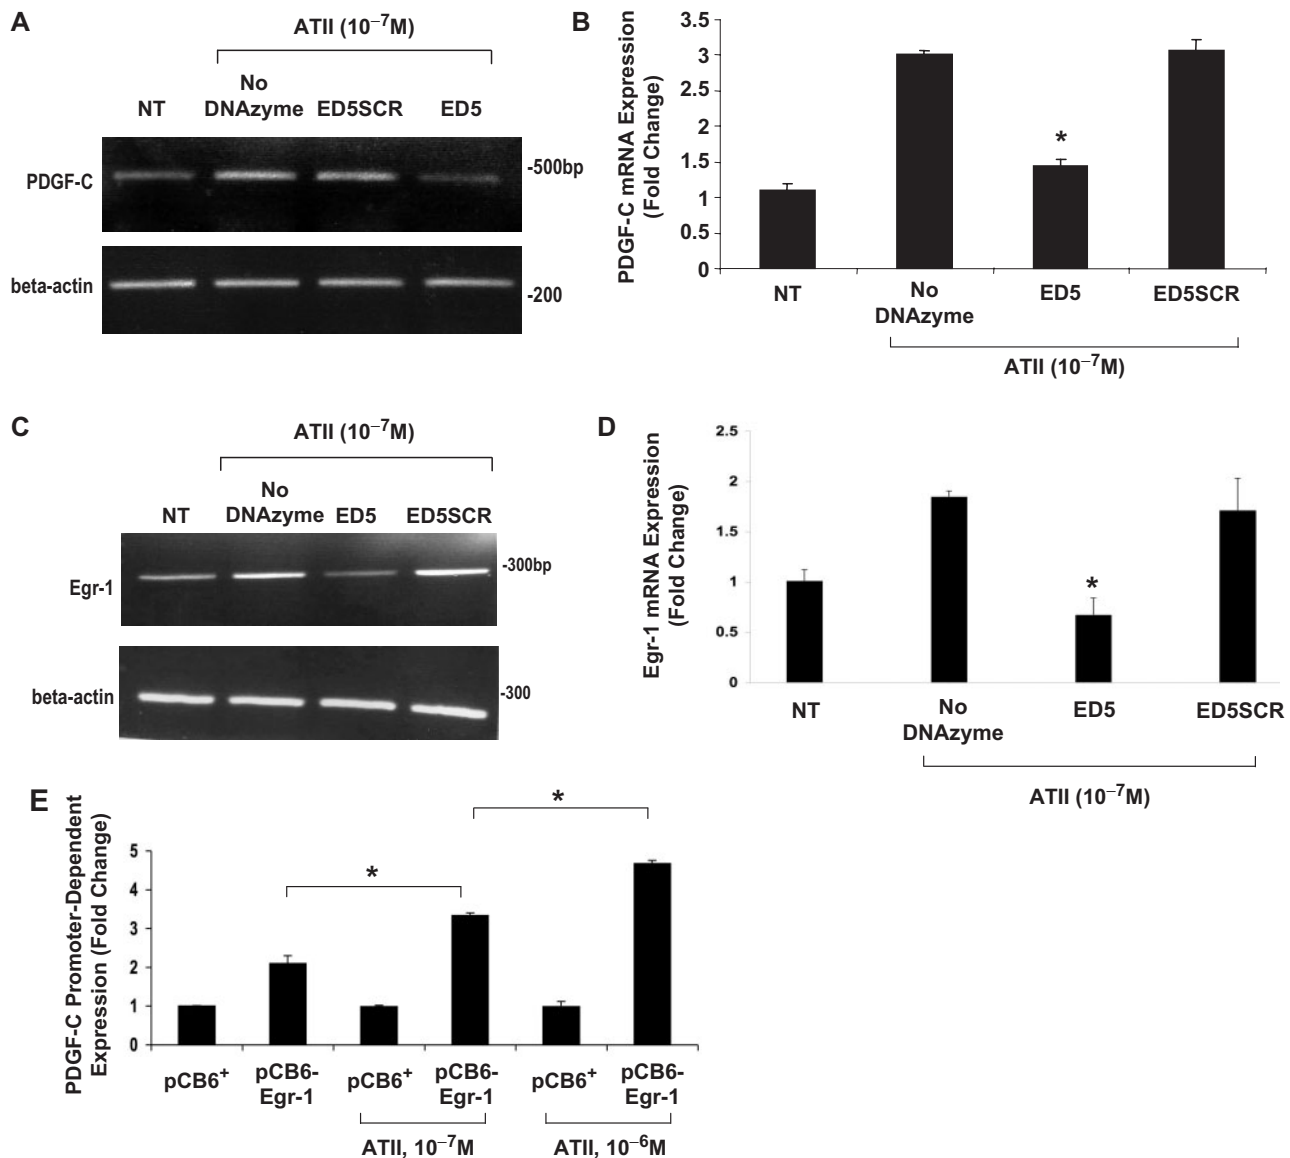 A
ATII (10⁻⁷M)
NT
No
DNAzyme
ED5SCR
ED5
PDGF-C
-500bp
beta-actin
-200
B
PDGF-C mRNA Expression
(Fold Change)
3.5
3
2.5
2
1.5
1
0.5
0
*
NT
No
DNAzyme
ED5
ED5SCR
ATII (10⁻⁷M)
C
ATII (10⁻⁷M)
NT
No
DNAzyme
ED5
ED5SCR
Egr-1
-300bp
beta-actin
-300
D
Egr-1 mRNA Expression
(Fold Change)
2.5
2
1.5
1
0.5
0
*
NT
No
DNAzyme
ED5
ED5SCR
ATII (10⁻⁷M)
E
PDGF-C Promoter-Dependent
Expression (Fold Change)
5
4
3
2
1
0
*
*
pCB6⁺
pCB6-
Egr-1
pCB6⁺
pCB6-
Egr-1
pCB6⁺
pCB6-
Egr-1
ATII, 10⁻⁷M
ATII, 10⁻⁶M